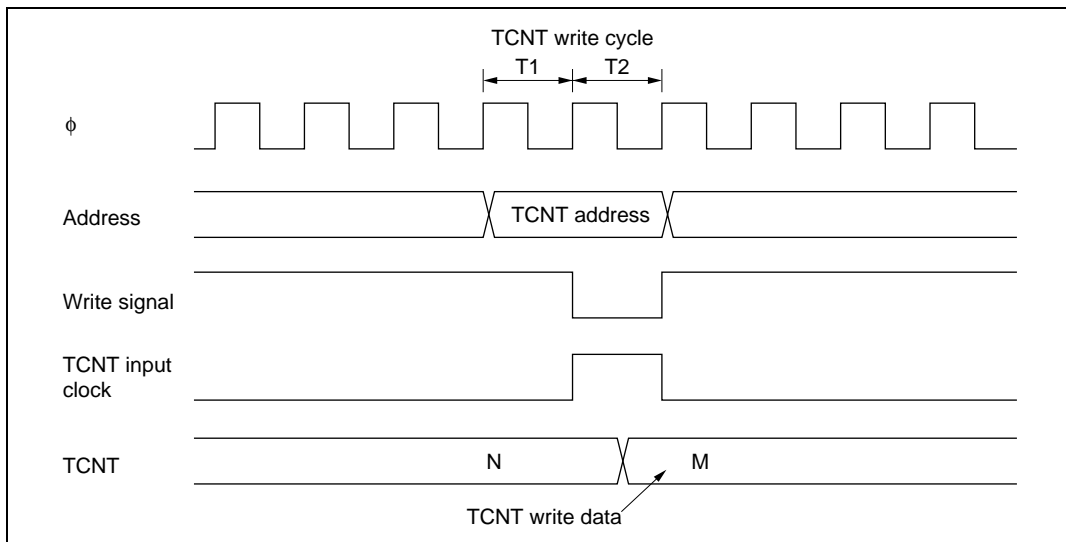 TCNT write cycle
T1 T2
ϕ
Address
TCNT address
Write signal
TCNT input
clock
TCNT
N M
TCNT write data